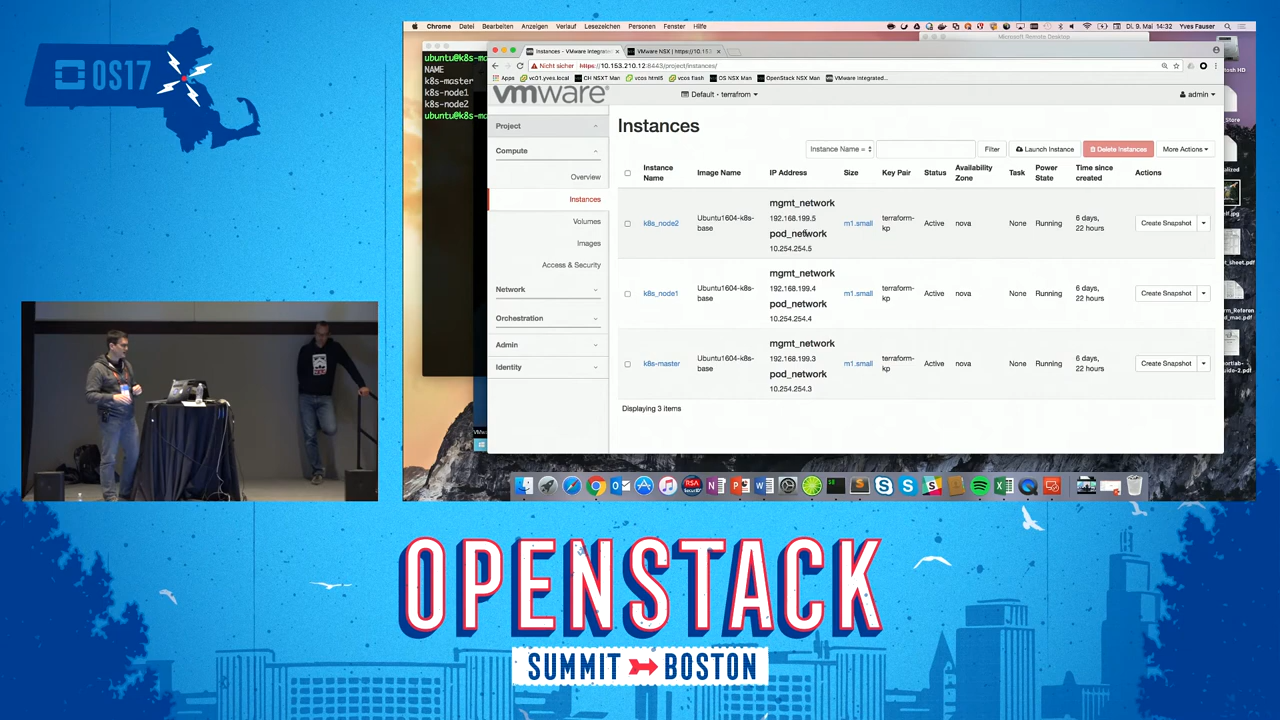 OS17
Chrome Datei Bearbeiten Anzeigen Verlauf Lesezeichen Personen Fenster Hilfe
Di. 9. Mai 14:32 Yves Fauser
Microsoft Remote Desktop
Instances - VMware Integrate
VMware NSX | https://10.15.
Nicht sicher https://10.153.210.12:8443/project/instances/
Apps vc01.yves.local OH NSXT Man vcos html5 vcos flash OS NSX Man OpenStack NSX Man VMware Integrated...
ubuntu@k8s-ma
NAME
k8s-master
k8s-node1
k8s-node2
ubuntu@k8s-ma
vmware
Default • terrafrom
admin
Project
Compute
Overview
Instances
Volumes
Images
Access & Security
Network
Orchestration
Admin
Identity
Instances
Instance Name =
Filter
Launch Instance
Delete Instances
More Actions
Instance Name Image Name IP Address Size Key Pair Status Availability Zone Task Power State Time since created Actions
k8s_node2 Ubuntu1604-k8s-base mgmt_network 192.168.199.5 pod_network 10.254.254.5 m1.small terraform-kp Active nova None Running 6 days, 22 hours Create Snapshot
k8s_node1 Ubuntu1604-k8s-base mgmt_network 192.168.199.4 pod_network 10.254.254.4 m1.small terraform-kp Active nova None Running 6 days, 22 hours Create Snapshot
k8s-master Ubuntu1604-k8s-base mgmt_network 192.168.199.3 pod_network 10.254.254.3 m1.small terraform-kp Active nova None Running 6 days, 22 hours Create Snapshot
Displaying 3 items
OPENSTACK
SUMMIT BOSTON